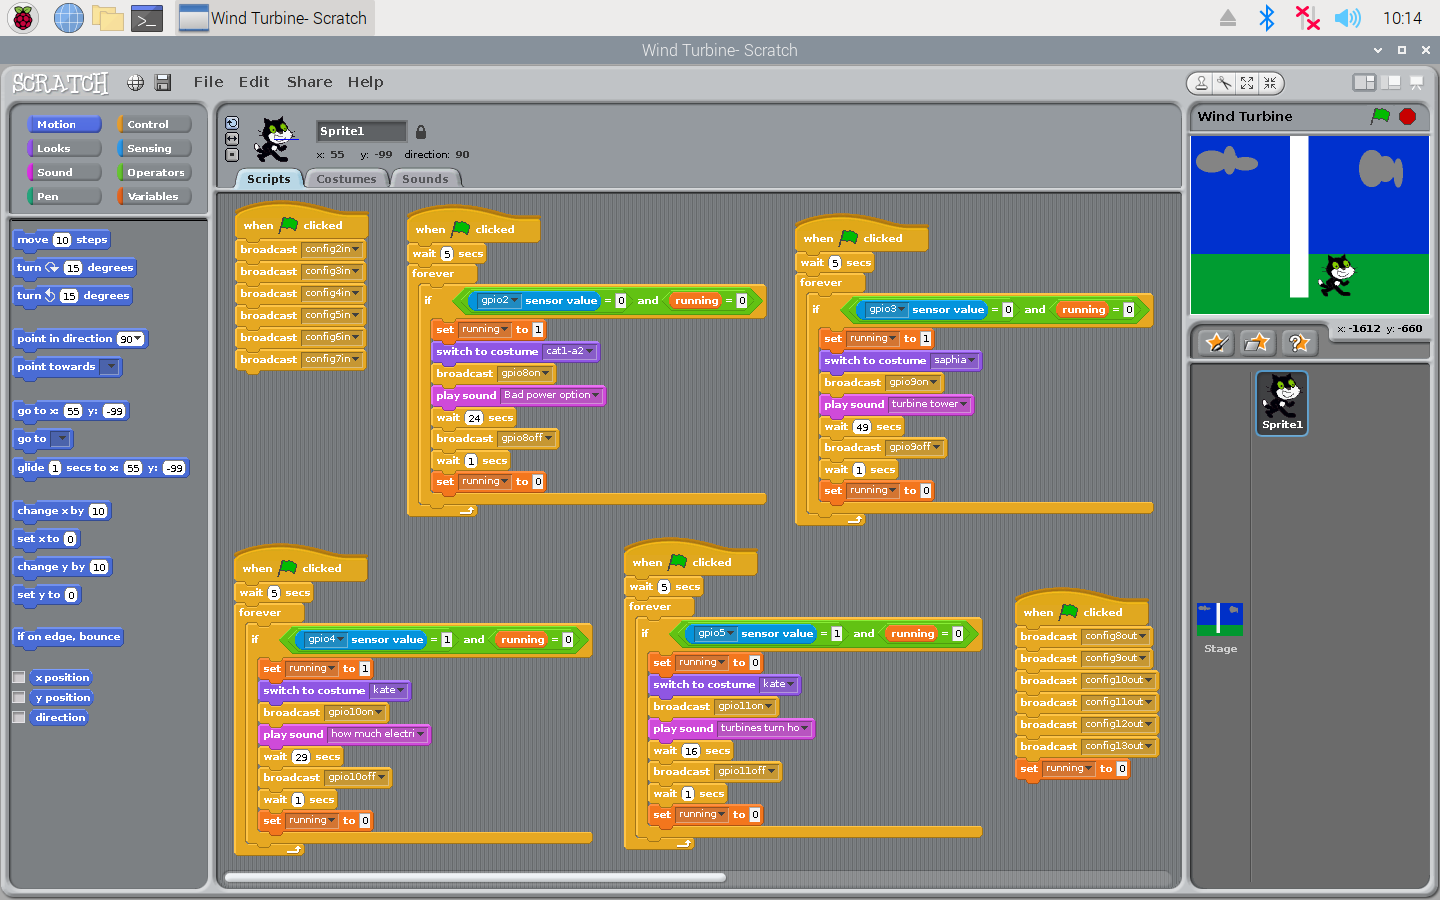 Wind Turbine- Scratch
10:14
Wind Turbine- Scratch
SCRATCH
File Edit Share Help
Motion
Control
Looks
Sensing
Sound
Operators
Pen
Variables
move 10 steps
turn 15 degrees
turn 15 degrees
point in direction 90
point towards
go to x: 55 y: -99
go to
glide 1 secs to x: 55 y: -99
change x by 10
set x to 0
change y by 10
set y to 0
if on edge, bounce
x position
y position
direction
Sprite1
x: 55 y: -99 direction: 90
Scripts
Costumes
Sounds
when clicked
broadcast config2in
broadcast config3in
broadcast config4in
broadcast config5in
broadcast config6in
broadcast config7in
when clicked
wait 5 secs
forever
if gpio2 sensor value = 0 and running = 0
set running to 1
switch to costume cat1-a2
broadcast gpio8on
play sound Bad power option
wait 24 secs
broadcast gpio8off
wait 1 secs
set running to 0
when clicked
wait 5 secs
forever
if gpio3 sensor value = 0 and running = 0
set running to 1
switch to costume saphia
broadcast gpio9on
play sound turbine tower
wait 49 secs
broadcast gpio9off
wait 1 secs
set running to 0
when clicked
wait 5 secs
forever
if gpio4 sensor value = 1 and running = 0
set running to 1
switch to costume kate
broadcast gpio10on
play sound how much electri
wait 29 secs
broadcast gpio10off
wait 1 secs
set running to 0
when clicked
wait 5 secs
forever
if gpio5 sensor value = 1 and running = 0
set running to 0
switch to costume kate
broadcast gpio11on
play sound turbines turn ho
wait 16 secs
broadcast gpio11off
wait 1 secs
set running to 0
when clicked
broadcast config8out
broadcast config9out
broadcast config10out
broadcast config11out
broadcast config12out
broadcast config13out
set running to 0
Wind Turbine
x: -1612 y: -660
Sprite1
Stage